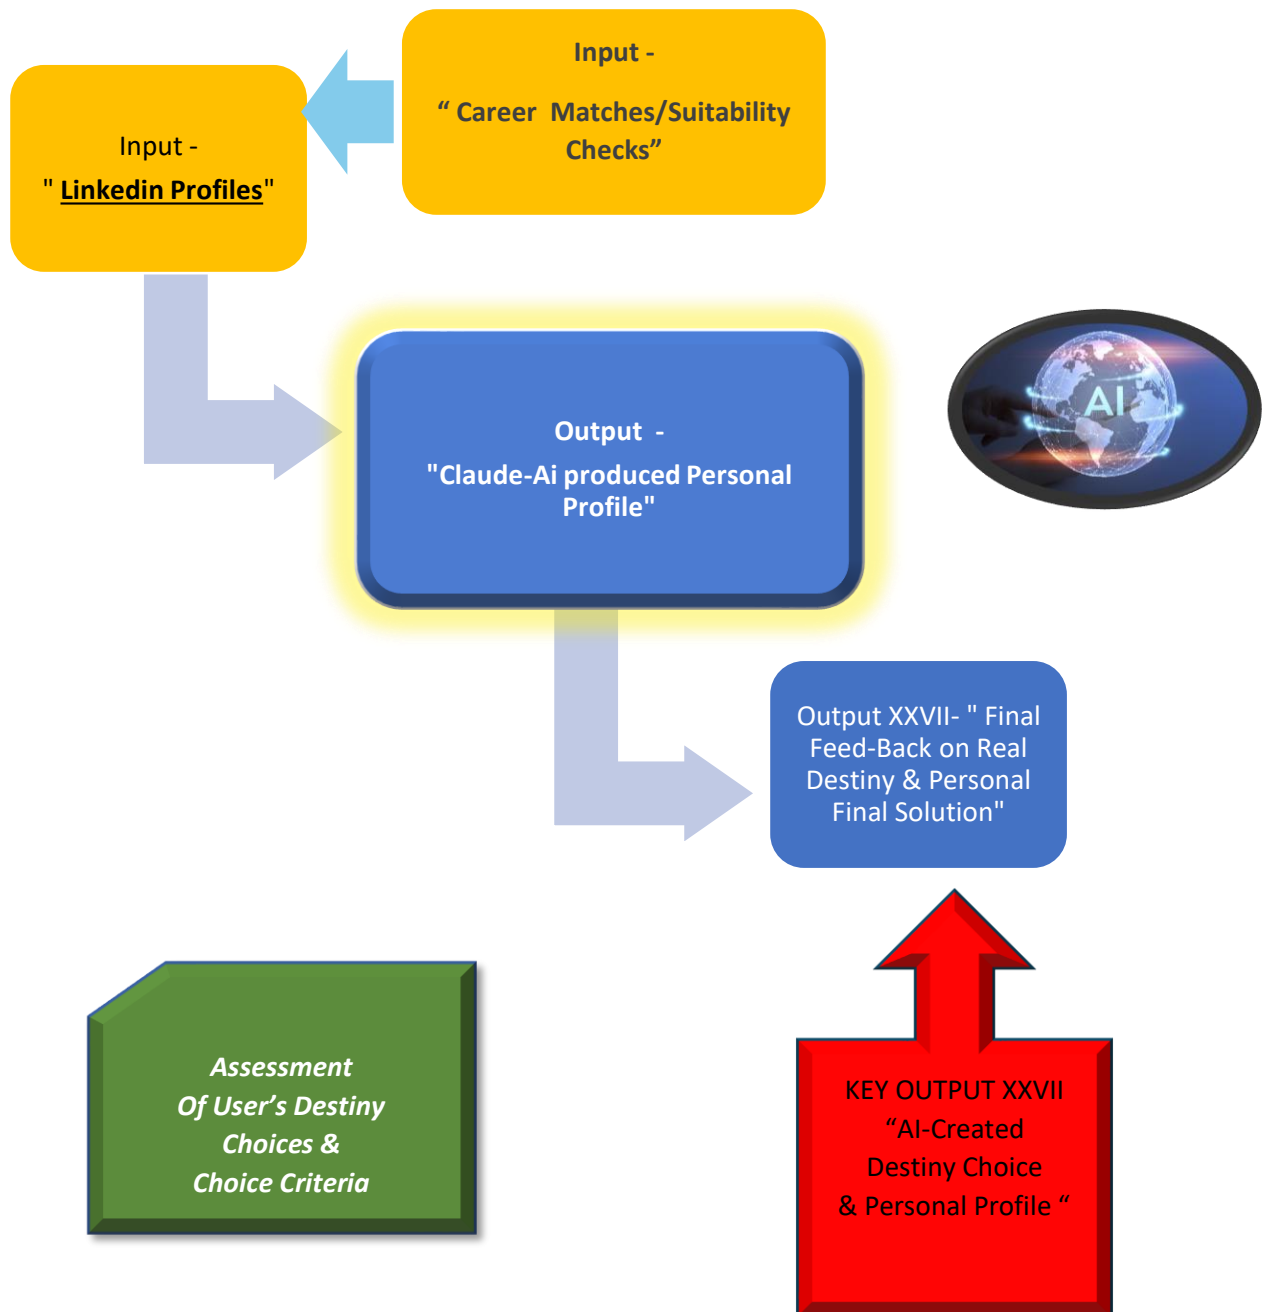 Input -
“ Career Matches/Suitability
Checks”
Input -
" Linkedin Profiles"
Output -
"Claude-Ai produced Personal
Profile"
AI
Output XXVII- " Final
Feed-Back on Real
Destiny & Personal
Final Solution"
Assessment
Of User’s Destiny
Choices &
Choice Criteria
KEY OUTPUT XXVII
“AI-Created
Destiny Choice
& Personal Profile “